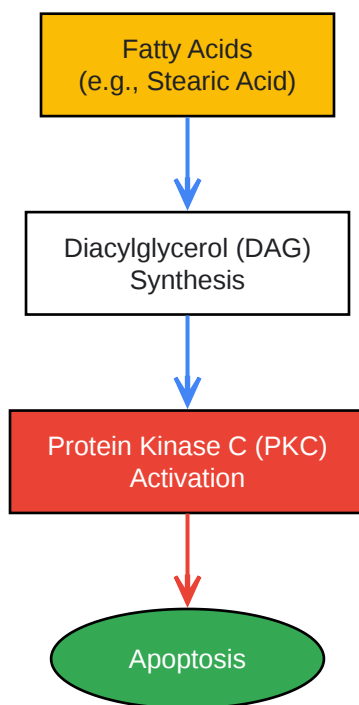 Fatty Acids
(e.g., Stearic Acid)
Diacylglycerol (DAG)
Synthesis
Protein Kinase C (PKC)
Activation
Apoptosis